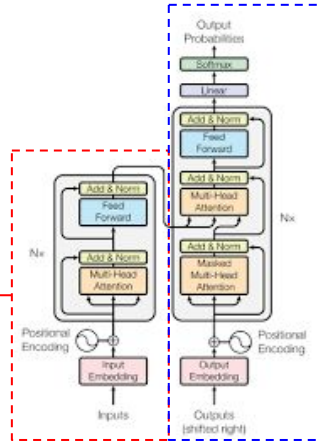 Output
Probabilities
Softmax
Linear
Add & Norm
Feed
Forward
Add & Norm
Multi-Head
Attention
Add & Norm
Masked
Multi-Head
Attention
N×
Positional
Encoding
Output
Embedding
Outputs
(shifted right)
Add & Norm
Feed
Forward
N×
Add & Norm
Multi-Head
Attention
Positional
Encoding
Input
Embedding
Inputs